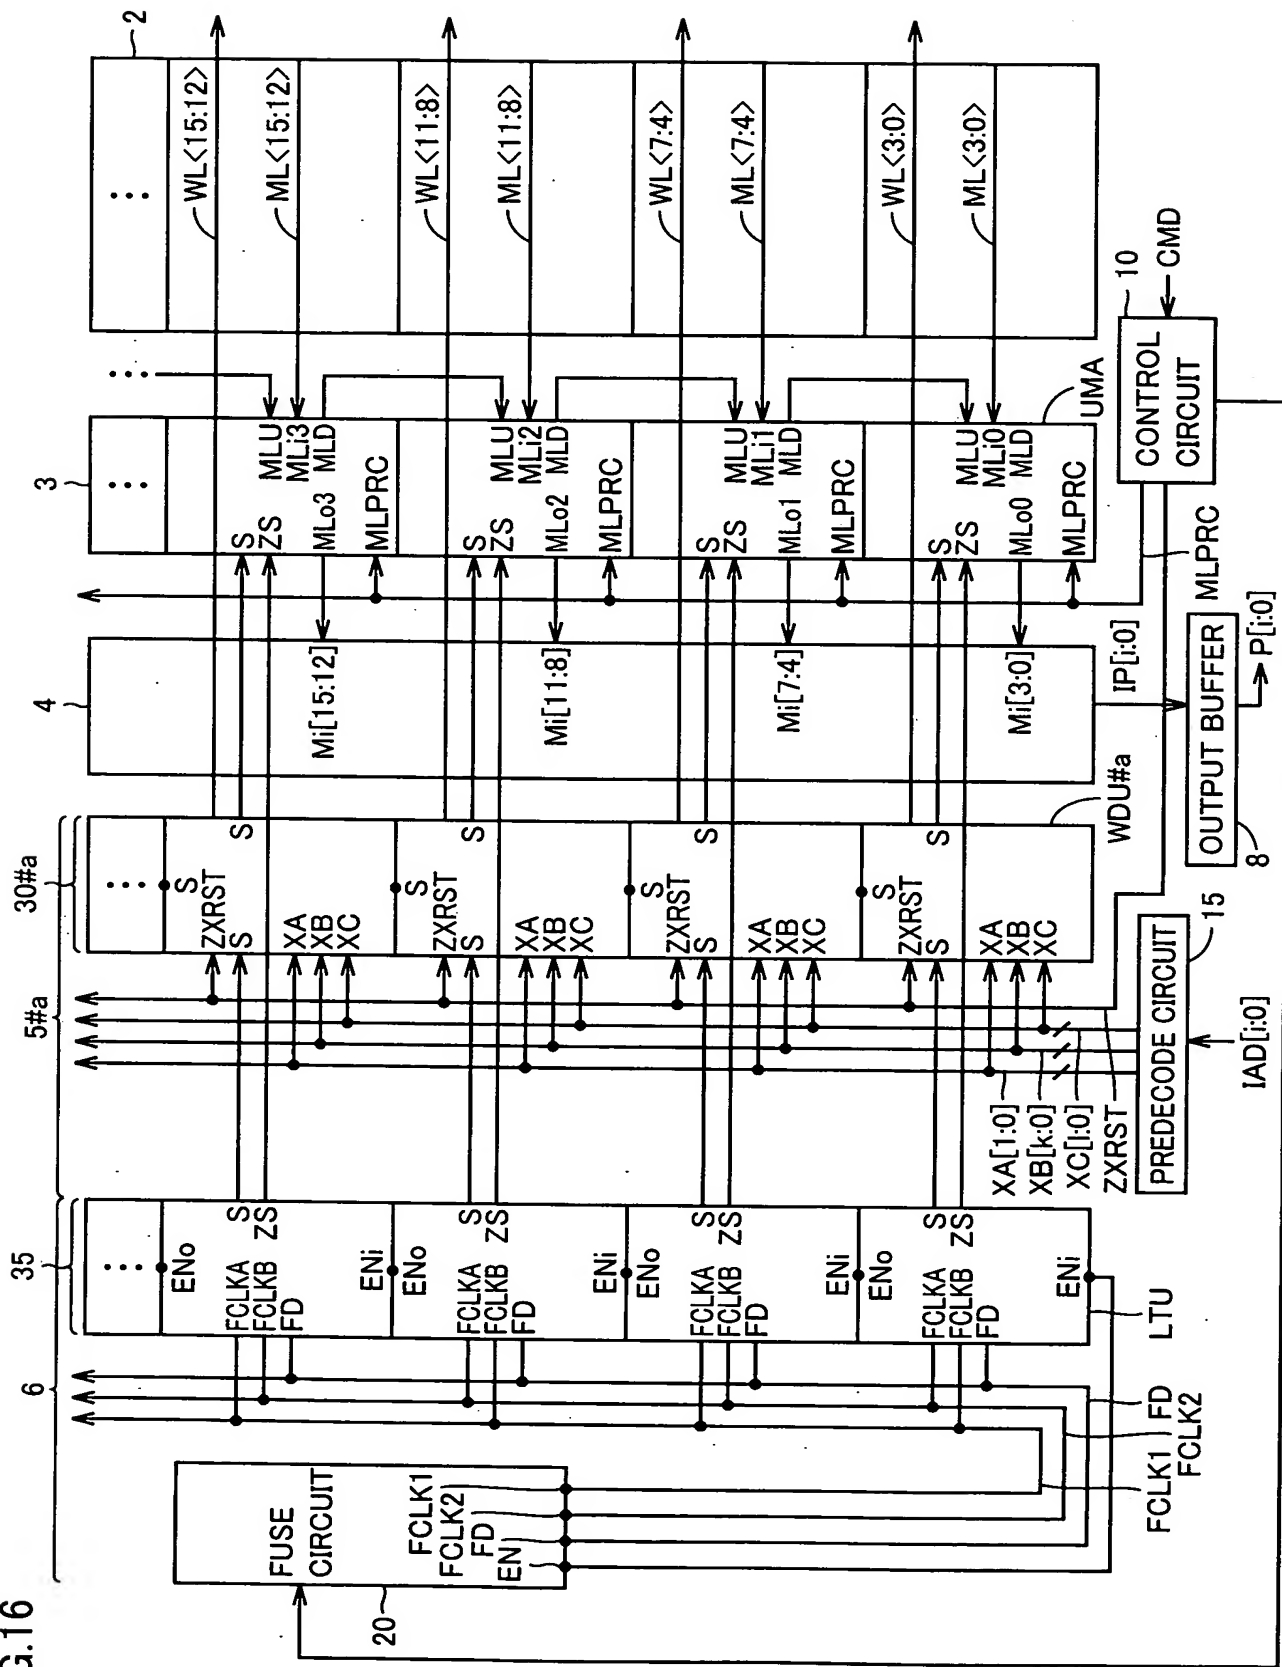 G.16
6
35
5#a
30#a
4
3
2
FUSE
CIRCUIT
20
FCLK1
FCLK2
FD
EN
...
ENo
FCLKA S
FCLKB ZS
FD
ENi
ENo
FCLKA S
FCLKB ZS
FD
ENi
ENo
FCLKA S
FCLKB ZS
FD
ENi
ENo
FCLKA S
FCLKB ZS
FD
ENi
LTU
FCLK1 FD
FCLK2
...
S
ZXRST
S S
XA
XB
XC
S
ZXRST
S S
XA
XB
XC
S
ZXRST
S S
XA
XB
XC
S
ZXRST
S S
XA
XB
XC
WDU#a
XA[1:0]
XB[k:0]
XC[l:0]
ZXRST
PREDECODE CIRCUIT
15
IAD[i:0]
Mi[15:12]
Mi[11:8]
Mi[7:4]
Mi[3:0]
IP[i:0]
OUTPUT BUFFER
8
P[i:0]
MLPRC
...
S MLU
ZS MLi3
MLo3 MLD
MLPRC
S MLU
ZS MLi2
MLo2 MLD
MLPRC
S MLU
ZS MLi1
MLo1 MLD
MLPRC
S MLU
ZS MLi0
MLo0 MLD
MLPRC
UMA
...
...
WL<15:12>
ML<15:12>
WL<11:8>
ML<11:8>
WL<7:4>
ML<7:4>
WL<3:0>
ML<3:0>
10
CONTROL
CIRCUIT
CMD